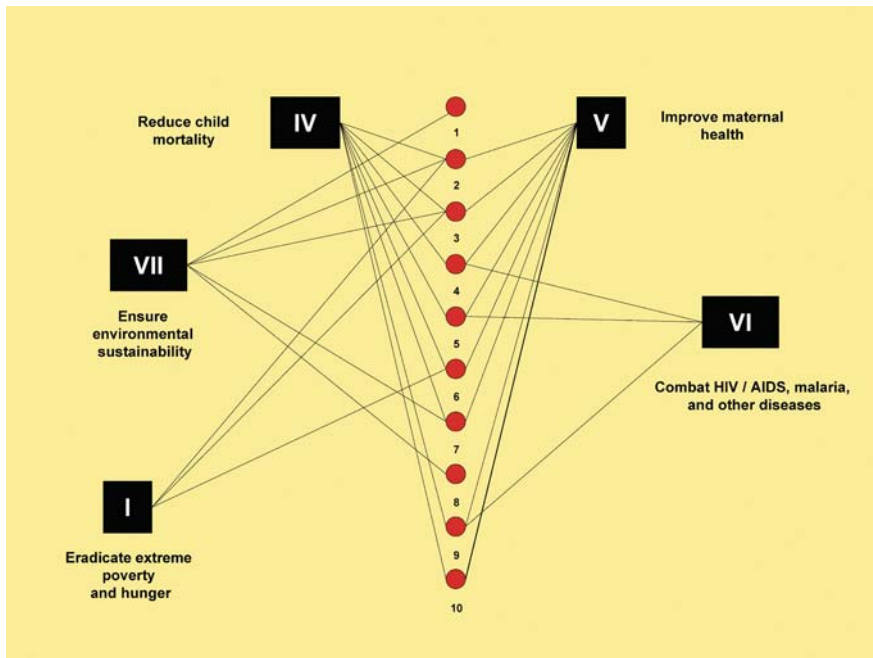 Reduce child
mortality
IV
V
Improve maternal
health
1
2
3
4
5
6
7
8
9
10
VII
Ensure
environmental
sustainability
VI
Combat HIV / AIDS, malaria,
and other diseases
I
Eradicate extreme
poverty
and hunger